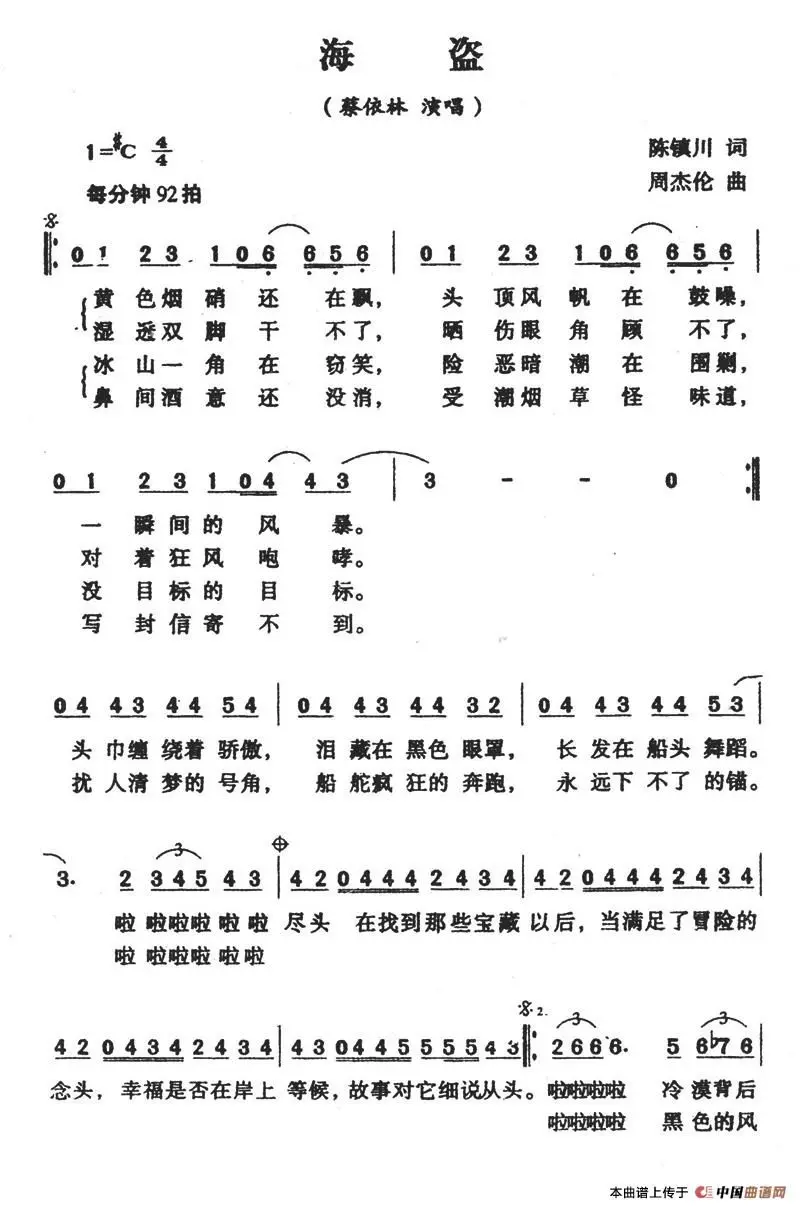 海 盗
(蔡依林 演唱)
1=#C 4/4
陈镇川 词
每分钟92拍
周杰伦 曲
0 1 2 3 1 0 6 6 5 6 0 1 2 3 1 0 6 6 5 6
黄色烟硝还在飘, 头顶风帆在鼓噪,
湿透双脚干不了, 晒伤眼角顾不了,
冰山一角在窃笑, 险恶暗潮在围剿,
鼻间酒意还没消, 受潮烟草怪味道,
0 1 2 3 1 0 4 4 3 3 - - 0
一瞬间的风暴。
对着狂风咆哮。
没目标的目标。
写封信寄不到。
0 4 4 3 4 4 5 4 0 4 4 3 4 4 3 2 0 4 4 3 4 4 5 3
头巾缠绕着骄傲, 泪藏在黑色眼罩, 长发在船头舞蹈。
扰人清梦的号角, 船舵疯狂的奔跑, 永远下不了的锚。
3
3. 2 3 4 5 4 3 4 2 0 4 4 4 2 4 3 4 4 2 0 4 4 4 4 2 4 3 4
啦 啦啦啦 啦 啦 尽头 在找到那些宝藏以后, 当满足了冒险的
啦 啦啦啦 啦啦
𝄋 2.
3 3
4 2 0 4 3 4 2 4 3 4 4 3 0 4 4 5 5 5 5 5 4 3 2 6 6 6. 5 6 ♭7 6
念头, 幸福是否在岸上等候, 故事对它细说从头。 啦啦啦啦 冷漠背后
啦啦啦啦 黑色的风
本曲谱上传于 中国曲谱网